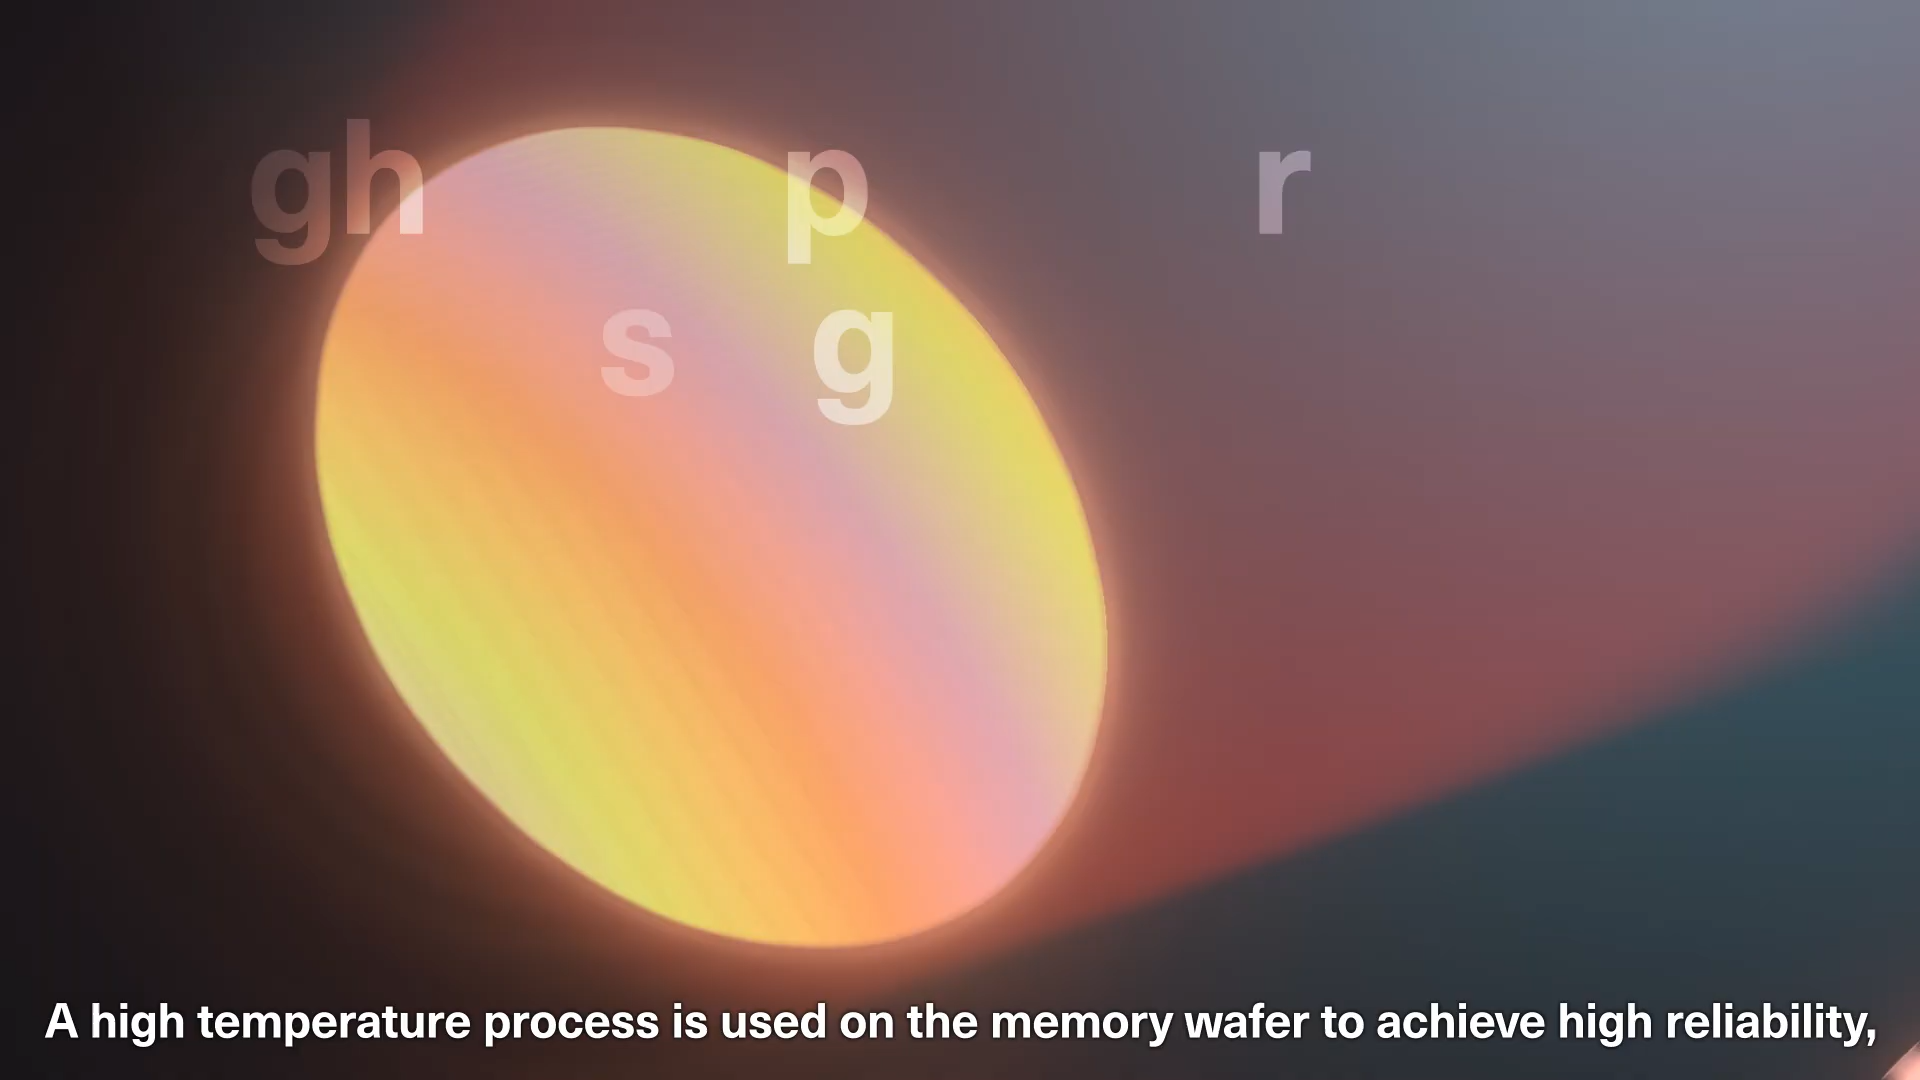 gh p r
s g
A high temperature process is used on the memory wafer to achieve high reliability,